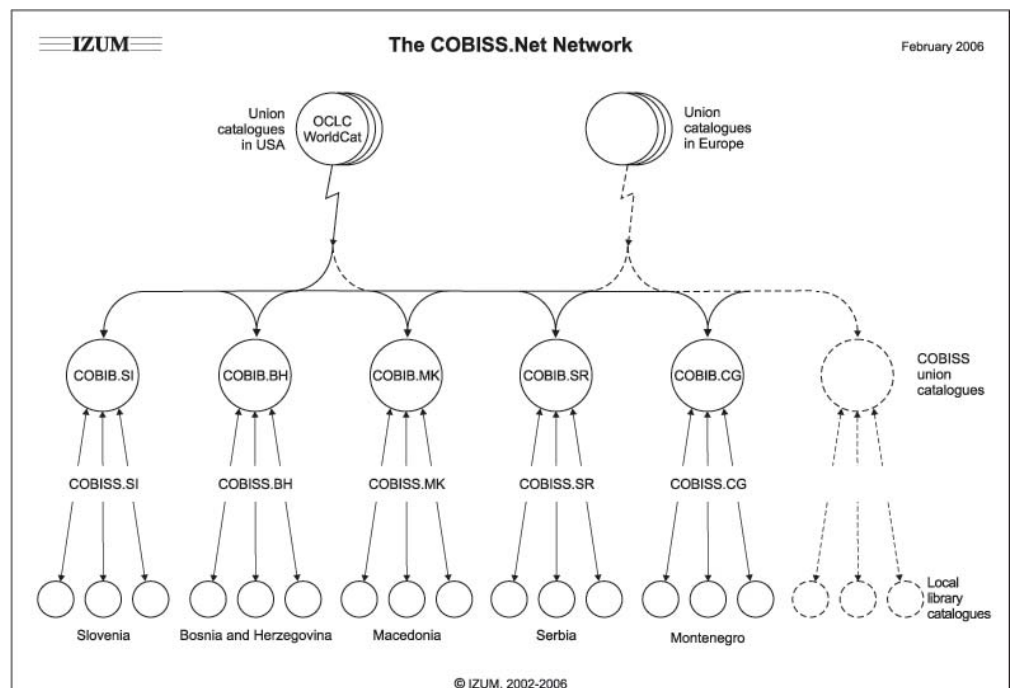 IZUM
The COBISS.Net Network
February 2006
Union
catalogues
in USA
OCLC
WorldCat
Union
catalogues
in Europe
COBIB.SI
COBIB.BH
COBIB.MK
COBIB.SR
COBIB.CG
COBISS
union
catalogues
COBISS.SI
COBISS.BH
COBISS.MK
COBISS.SR
COBISS.CG
Local
library
catalogues
Slovenia
Bosnia and Herzegovina
Macedonia
Serbia
Montenegro
© IZUM, 2002-2006